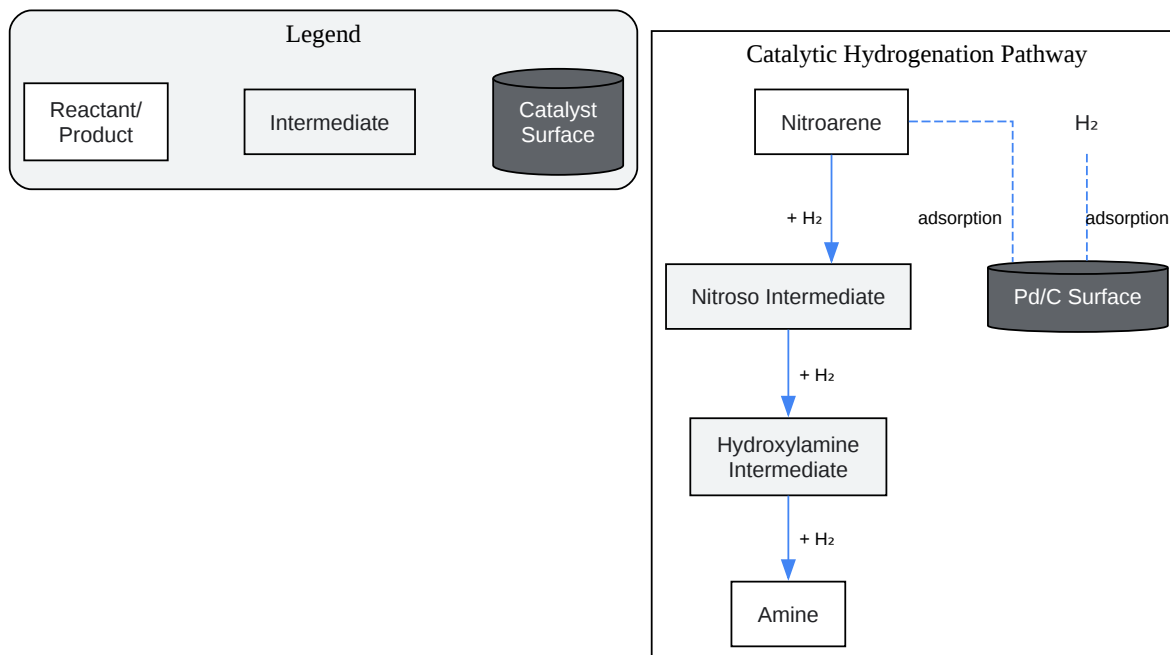 Legend
Reactant/
Product
Intermediate
Catalyst
Surface
Catalytic Hydrogenation Pathway
Nitroarene
H₂
+ H₂
adsorption
adsorption
Nitroso Intermediate
Pd/C Surface
+ H₂
Hydroxylamine
Intermediate
+ H₂
Amine